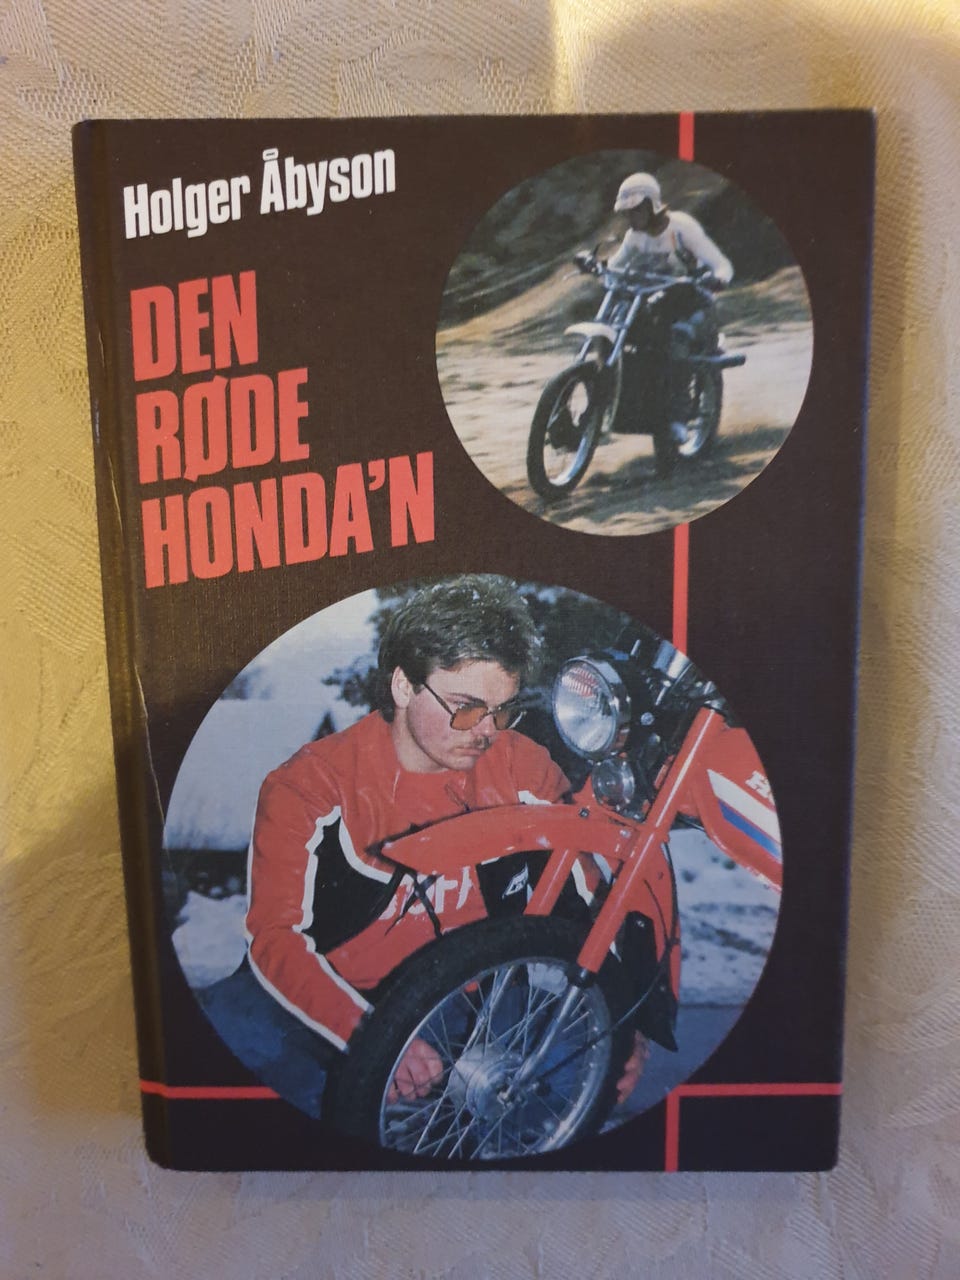 Holger Åbyson
DEN
RØDE
HONDA'N